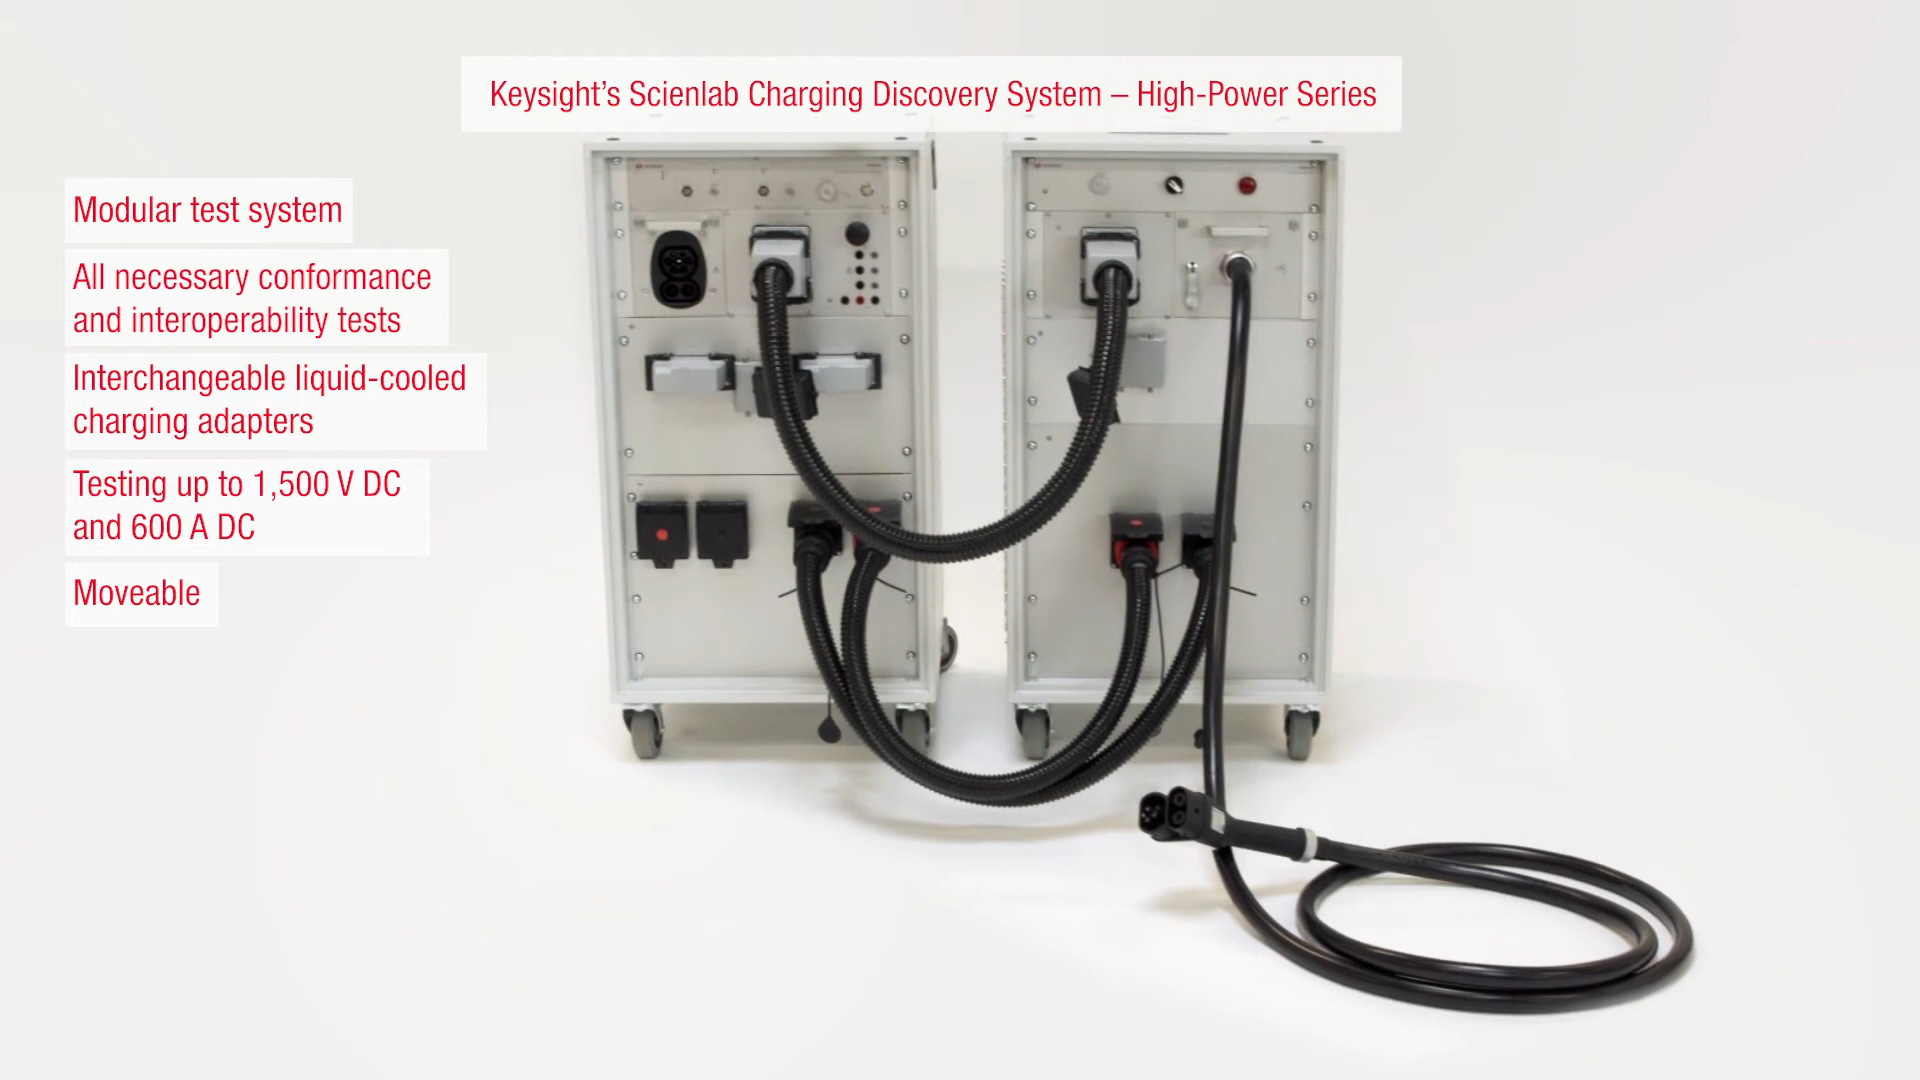 Keysight’s Scienlab Charging Discovery System – High-Power Series
Modular test system
All necessary conformance
and interoperability tests
Interchangeable liquid-cooled
charging adapters
Testing up to 1,500 V DC
and 600 A DC
Moveable